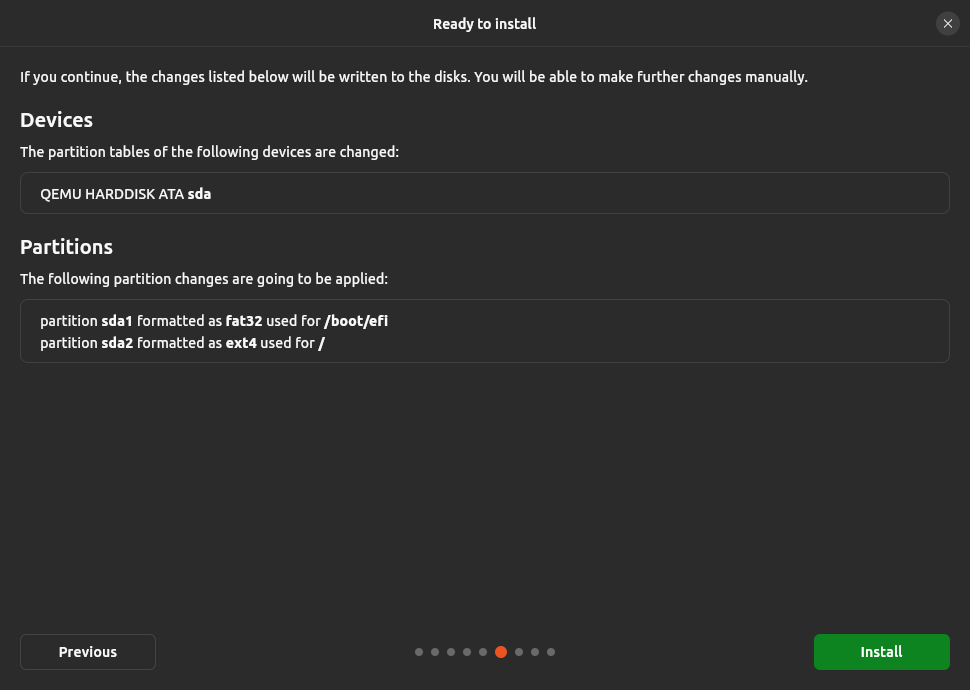 Ready to install
If you continue, the changes listed below will be written to the disks. You will be able to make further changes manually.
Devices
The partition tables of the following devices are changed:
QEMU HARDDISK ATA sda
Partitions
The following partition changes are going to be applied:
partition sda1 formatted as fat32 used for /boot/efi
partition sda2 formatted as ext4 used for /
Previous
Install